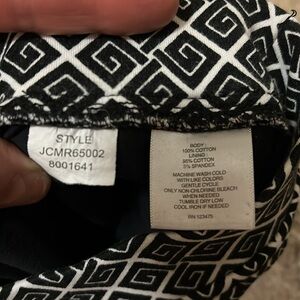 STYLE
JCMR65002
8001641
BODY:
100% COTTON
LINING
95% COTTON
5% SPANDEX
MACHINE WASH COLD
WITH LIKE COLORS
GENTLE CYCLE
ONLY NON-CHLORINE BLEACH
WHEN NEEDED
TUMBLE DRY LOW
COOL IRON IF NEEDED
RN 123475